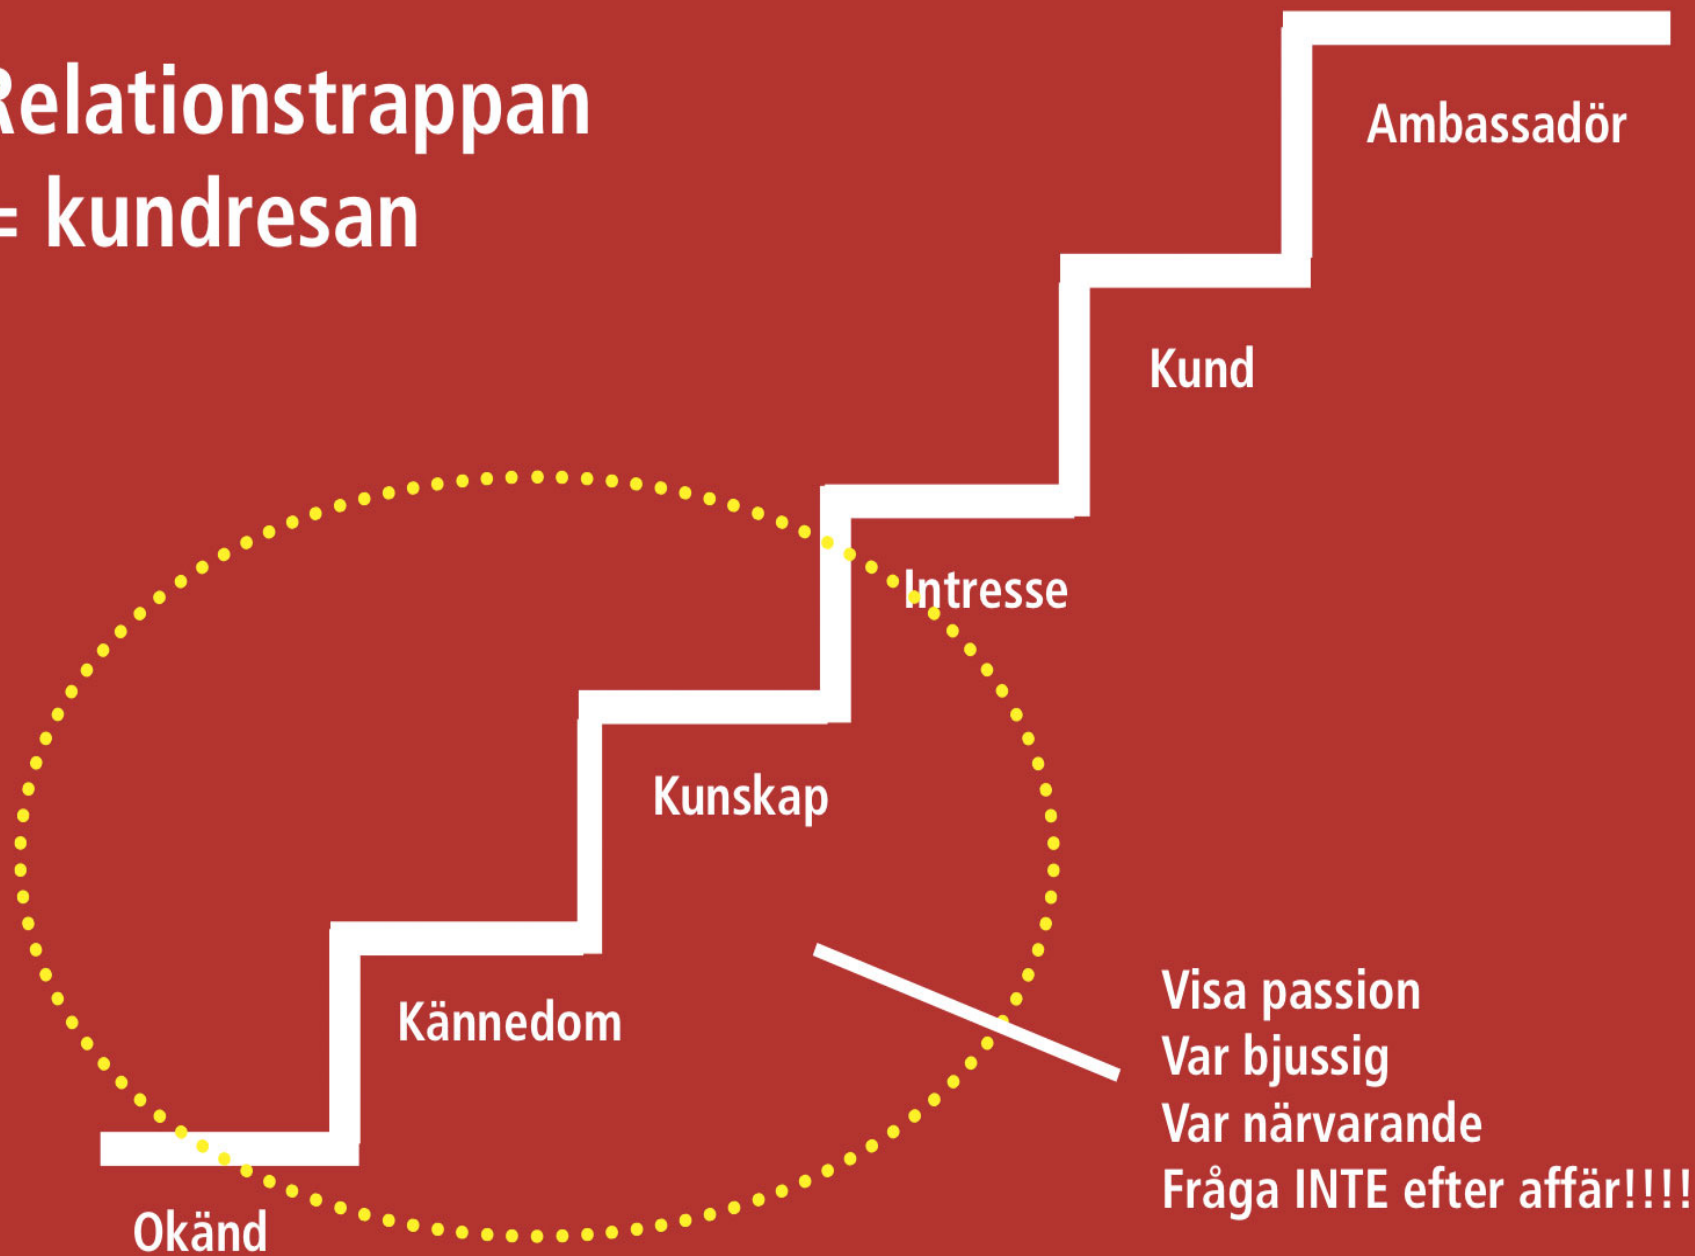 Relationstrappan
= kundresan
Ambassadör
Kund
Intresse
Kunskap
Kännedom
Okänd
Visa passion
Var bjussig
Var närvarande
Fråga INTE efter affär!!!!